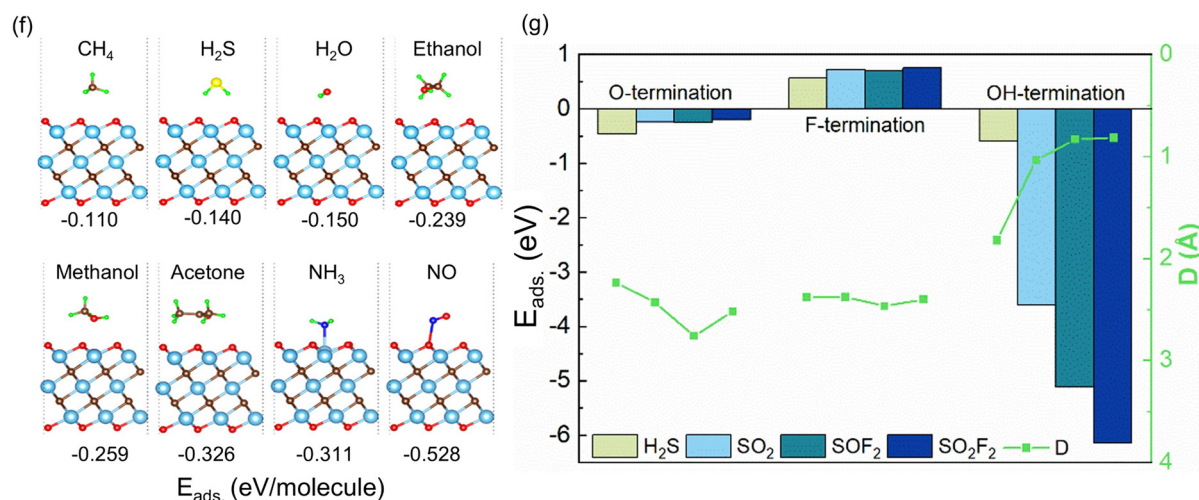 (f)
CH₄ H₂S H₂O Ethanol
-0.110 -0.140 -0.150 -0.239
Methanol Acetone NH₃ NO
-0.259 -0.326 -0.311 -0.528
E_ads. (eV/molecule)
(g)
E_ads. (eV)
1
0
-1
-2
-3
-4
-5
-6
O-termination
F-termination
OH-termination
H₂S SO₂ SOF₂ SO₂F₂ D
0
1
2
3
4
D (Å)